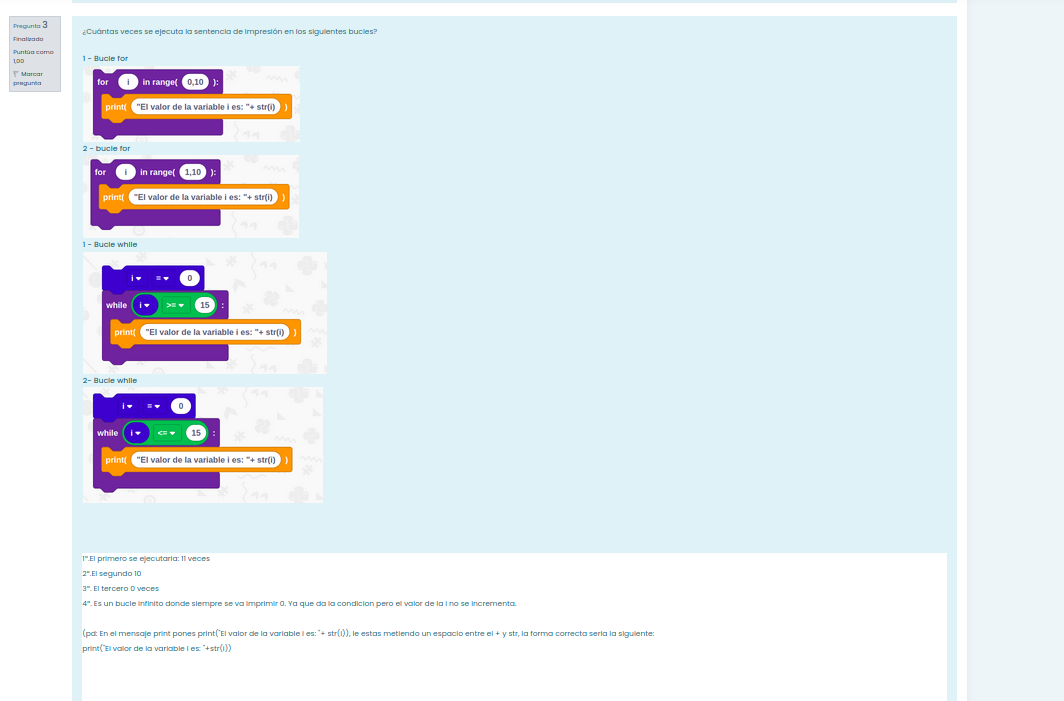 Pregunta 3
Finalizado
Puntúa como
1,00
Marcar
pregunta
¿Cuántas veces se ejecuta la sentencia de impresión en los siguientes bucles?
1 - Bucle for
for i in range( 0,10 ):
print( "El valor de la variable i es: "+ str(i) )
2 - bucle for
for i in range( 1,10 ):
print( "El valor de la variable i es: "+ str(i) )
1 - Bucle while
i = 0
while i >= 15 :
print( "El valor de la variable i es: "+ str(i) )
2- Bucle while
i = 0
while i <= 15 :
print( "El valor de la variable i es: "+ str(i) )
1º.El primero se ejecutaria: 11 veces
2º.El segundo 10
3º. El tercero 0 veces
4º. Es un bucle infinito donde siempre se va imprimir 0. Ya que da la condicion pero el valor de la i no se incrementa.
(pd: En el mensaje print pones print("El valor de la variable i es: "+ str(i)), le estas metiendo un espacio entre el + y str, la forma correcta seria la siguiente:
print("El valor de la variable i es: "+str(i))